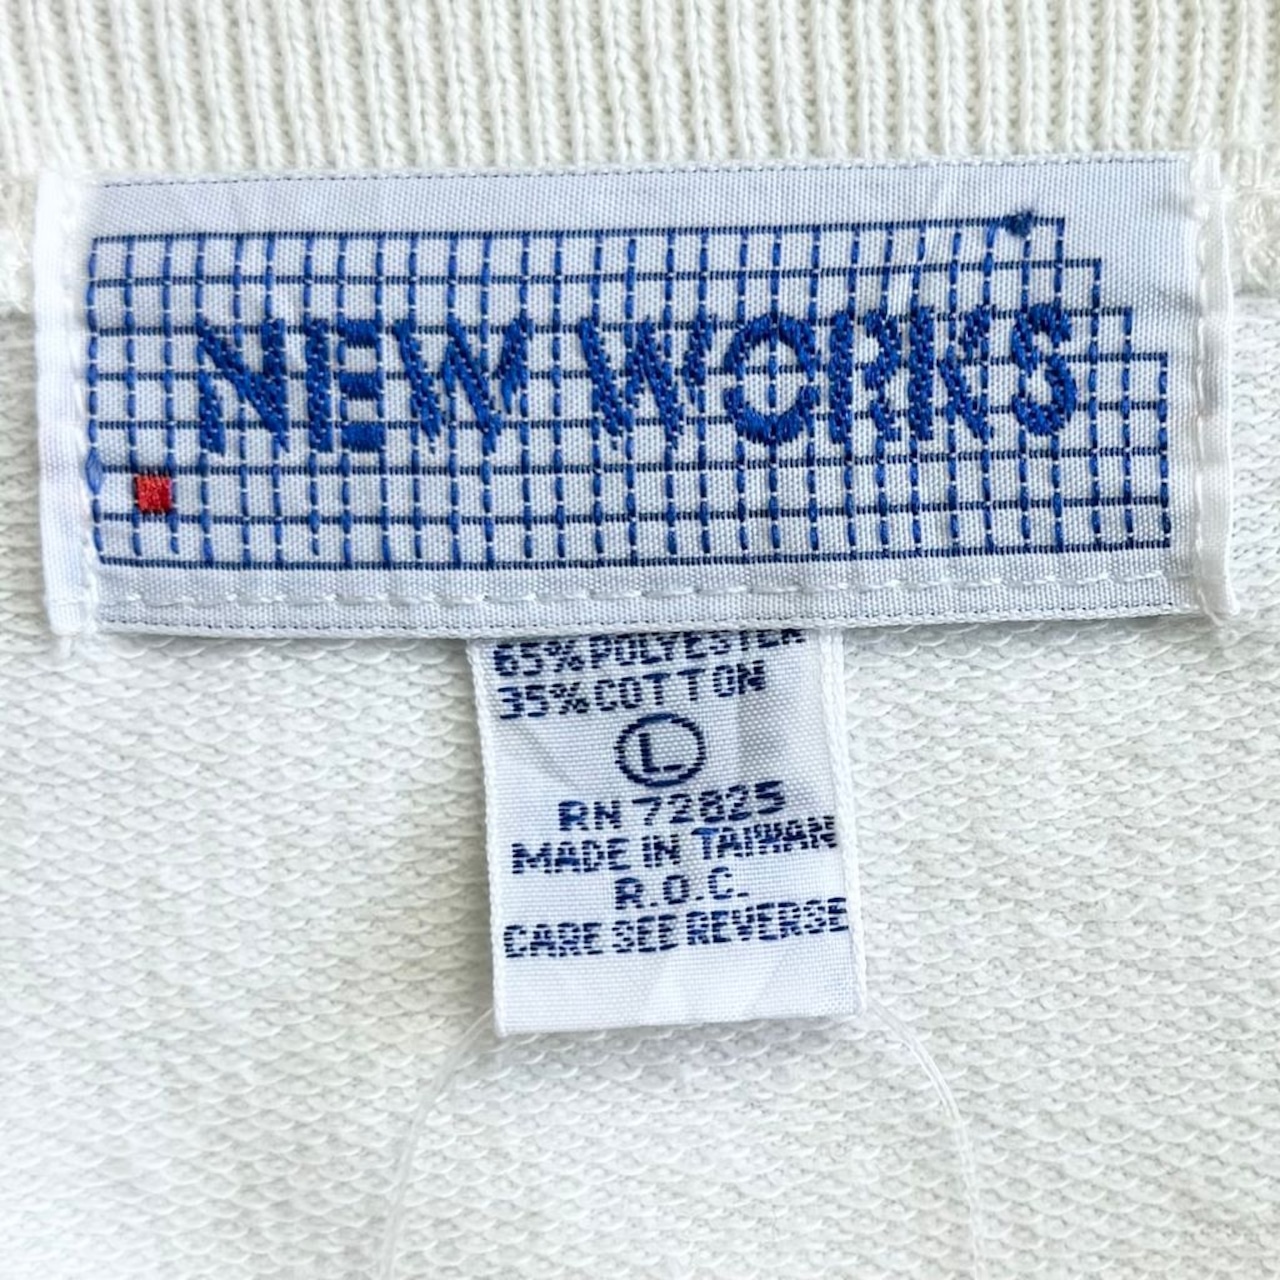 NEW WORKS
65% POLYESTER
35% COTTON
L
RN 72825
MADE IN TAIWAN
R.O.C.
CARE SEE REVERSE